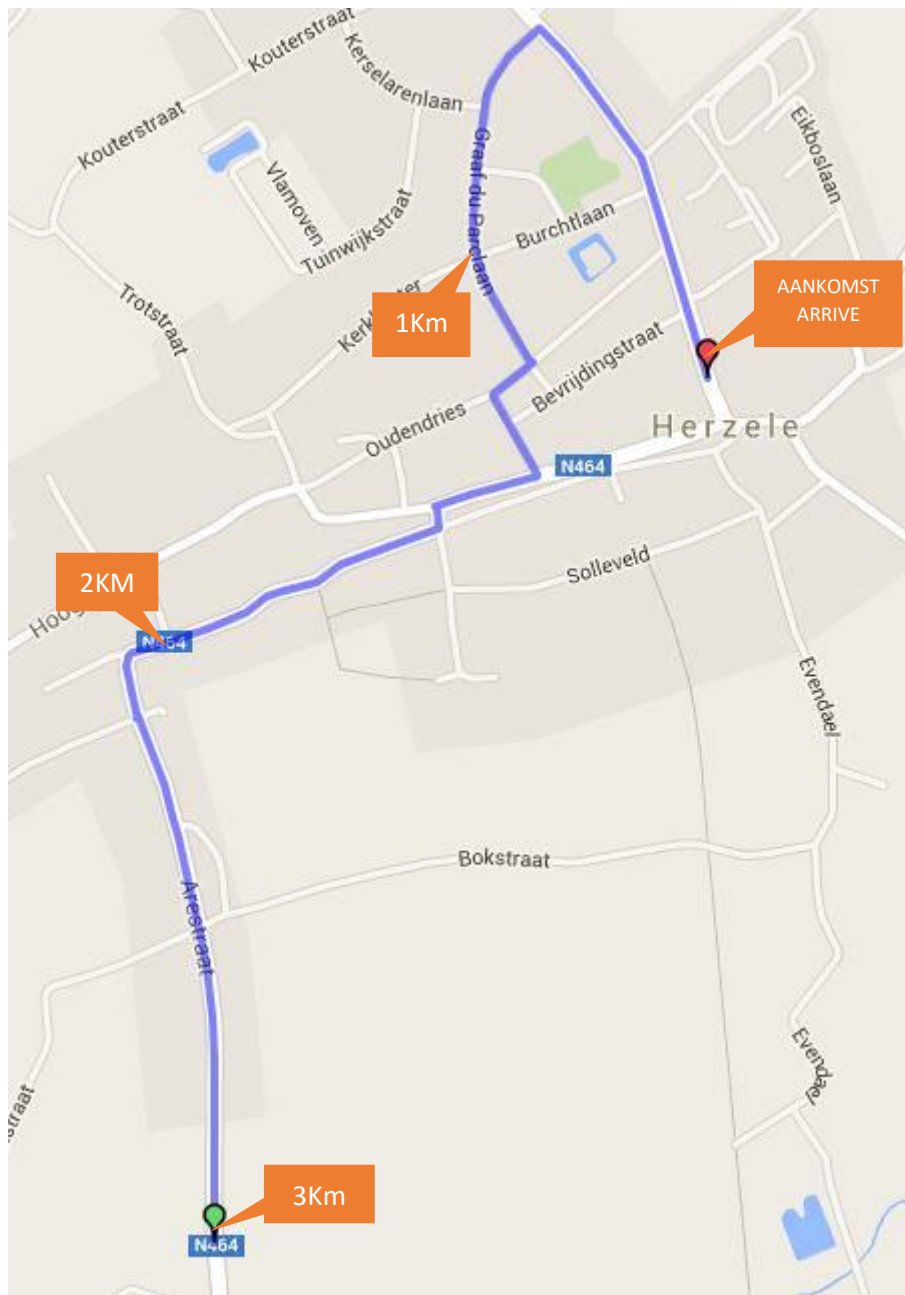 Kouterstraat
Kerselarenlaan
Kouterstraat
Eikboslaan
Graaf du Parclaan
Vlamoven
Tuinwijkstraat
Burchtlaan
AANKOMST
ARRIVE
Trotstraat
1Km
Bevrijdingstraat
Oudendries
Herzele
N464
Solleveld
2KM
N464
Evendael
Bokstraat
Arestraat
Evendael
3Km
N464